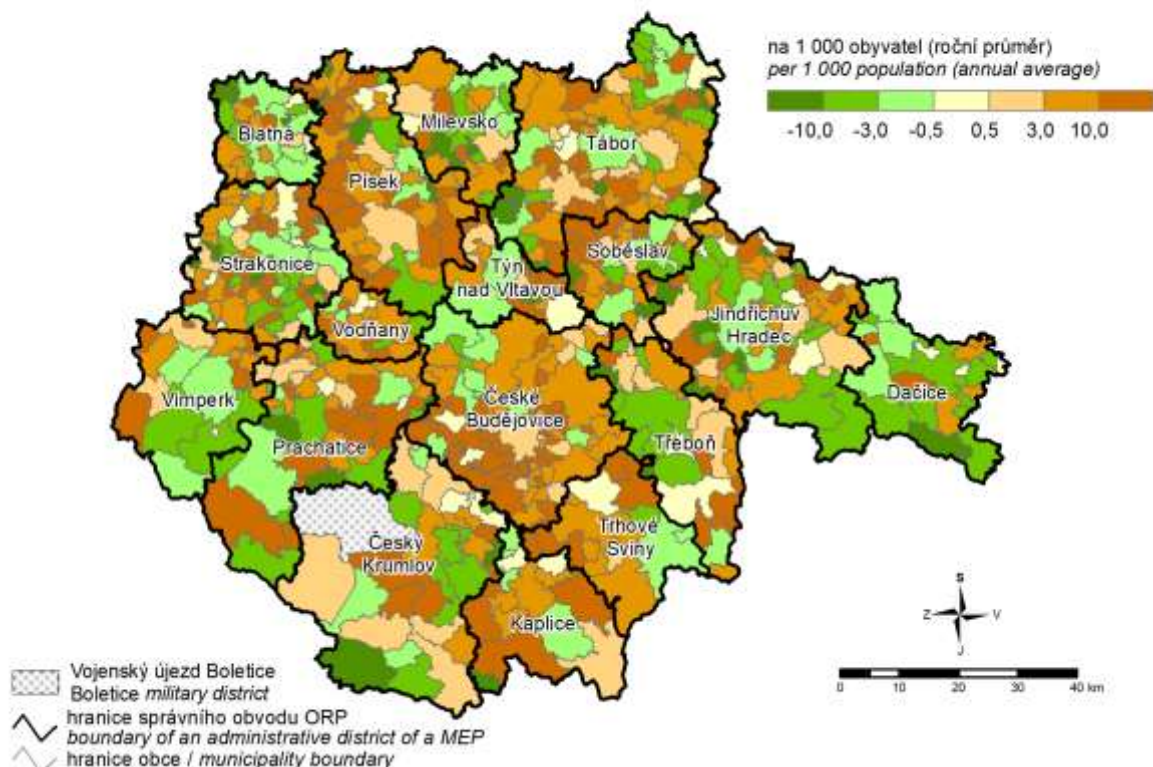 na 1 000 obyvatel (roční průměr)
per 1 000 population (annual average)
-10,0 -3,0 -0,5 0,5 3,0 10,0
Blatná
Milevsko
Tábor
Písek
Strakonice
Soběslav
Týn
nad Vltavou
Vodňany
Jindřichův
Hradec
Vimperk
České
Budějovice
Dačice
Prachatice
Třeboň
Český
Krumlov
Trhové
Sviny
Kaplice
S
Z V
J
0 10 20 30 40 km
Vojenský újezd Boletice
Boletice military district
hranice správního obvodu ORP
boundary of an administrative district of a MEP
hranice obce / municipality boundary